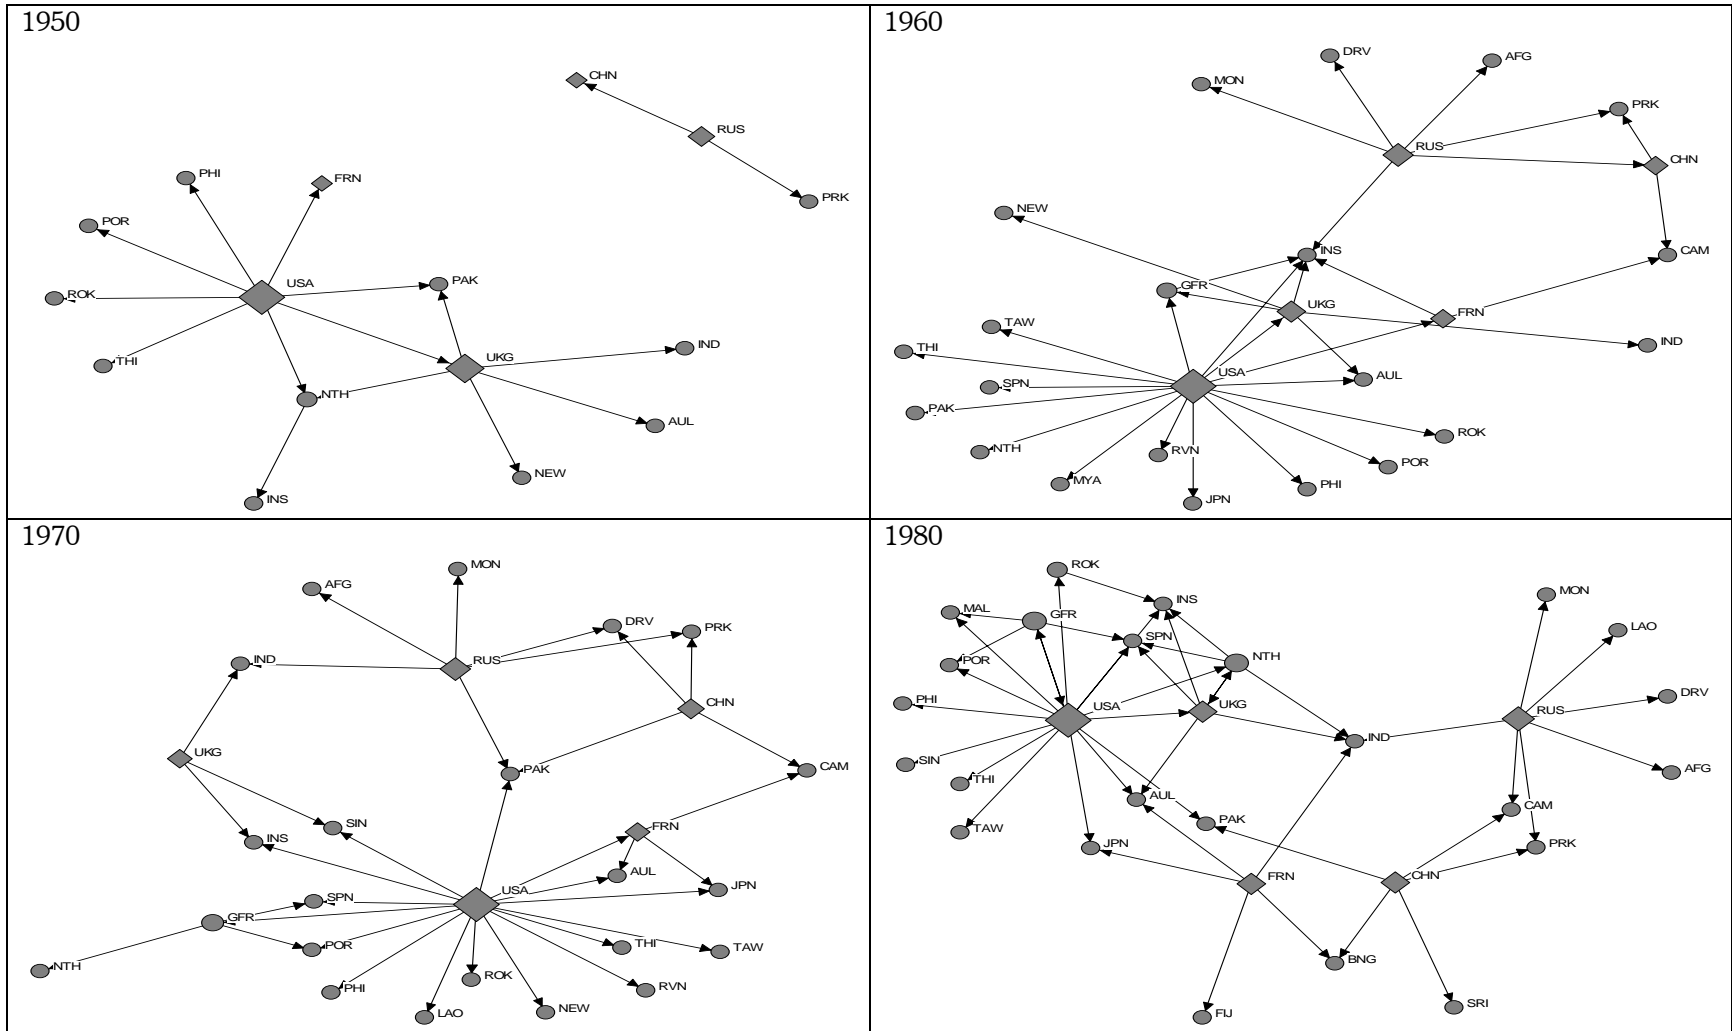 1950
CHN
RUS
PHI
FRN
PRK
POR
USA
PAK
ROK
IND
UKG
THI
NTH
AUL
NEW
INS
1960
DRV
AFG
MON
PRK
RUS
CHN
NEW
INS
CAM
GFR
UKG
FRN
TAW
IND
THI
USA
AUL
SPN
PAK
ROK
NTH
RVN
POR
MYA
PHI
JPN
1970
MON
AFG
DRV
PRK
IND
RUS
CHN
UKG
PAK
CAM
SIN
FRN
INS
AUL
USA
JPN
SPN
GFR
POR
THI
TAW
NTH
ROK
PHI
RVN
LAO
NEW
1980
ROK
INS
MON
MAL
GFR
LAO
SPN
POR
NTH
DRV
PHI
USA
UKG
RUS
IND
SIN
AFG
THI
AUL
CAM
TAW
PAK
JPN
PRK
FRN
CHN
BNG
SRI
FIJ